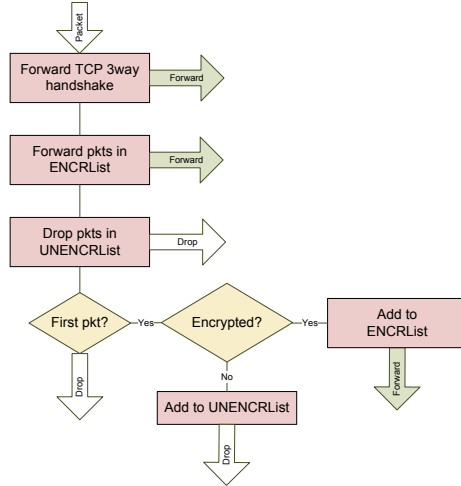 Packet
Forward TCP 3way
handshake
Forward
Forward pkts in
ENCRList
Forward
Drop pkts in
UNENCRList
Drop
First pkt?
Yes
Encrypted?
Yes
Add to
ENCRList
Drop
No
Forward
Add to UNENCRList
Drop